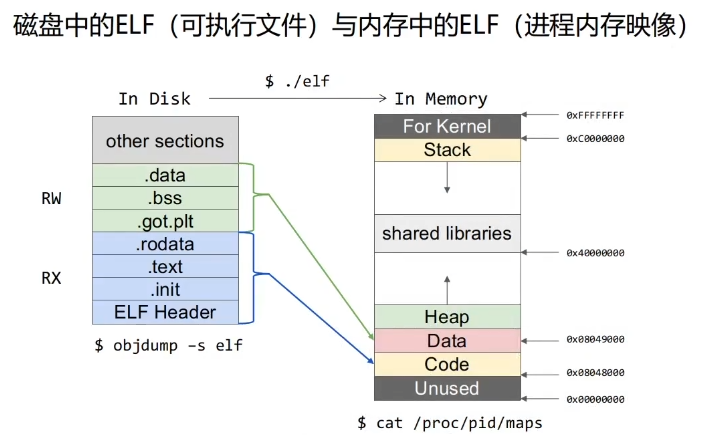 磁盘中的ELF（可执行文件）与内存中的ELF（进程内存映像）
$ ./elf
In Disk
In Memory
other sections
.data
.bss
.got.plt
.rodata
.text
.init
ELF Header
RW
RX
$ objdump –s elf
For Kernel
Stack
shared libraries
Heap
Data
Code
Unused
0xFFFFFFFF
0xC0000000
0x40000000
0x08049000
0x08048000
0x00000000
$ cat /proc/pid/maps